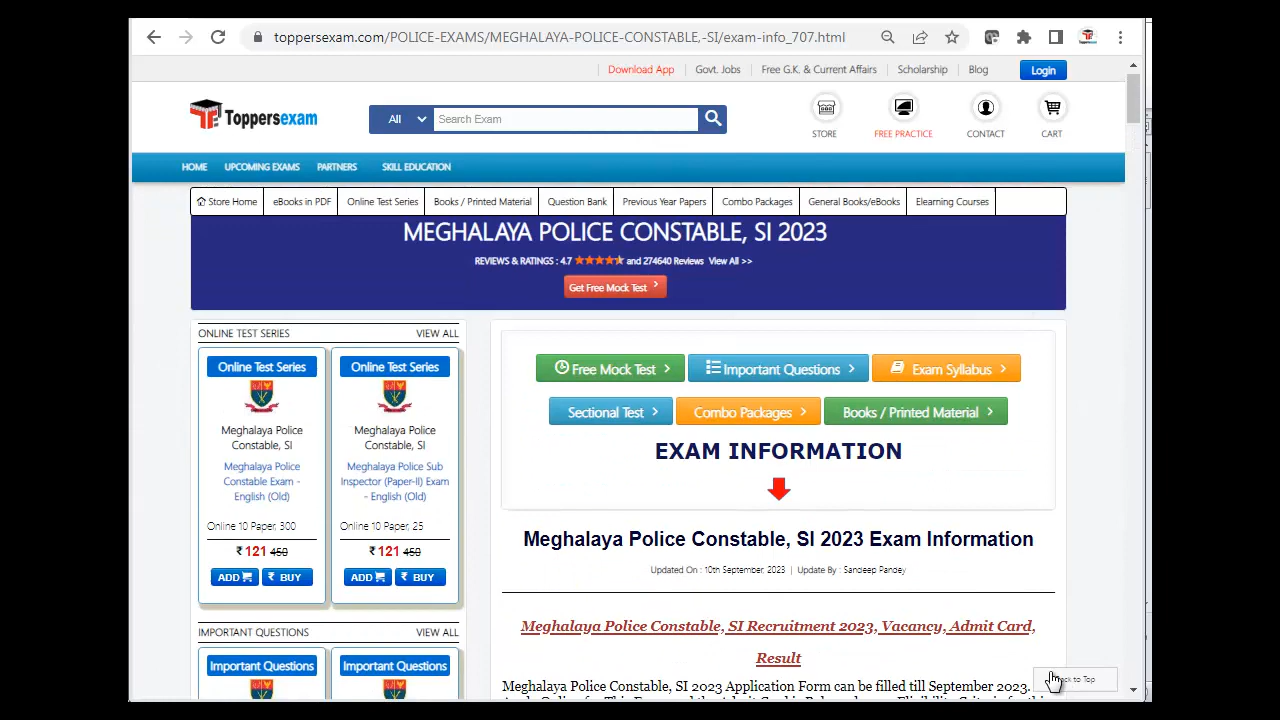 toppersexam.com/POLICE-EXAMS/MEGHALAYA-POLICE-CONSTABLE,-SI/exam-info_707.html
Download App | Govt. Jobs | Free G.K. & Current Affairs | Scholarship | Blog Login
Toppersexam
All Search Exam
STORE FREE PRACTICE CONTACT CART
HOME UPCOMING EXAMS PARTNERS SKILL EDUCATION
Store Home eBooks in PDF Online Test Series Books / Printed Material Question Bank Previous Year Papers Combo Packages General Books/eBooks Elearning Courses
MEGHALAYA POLICE CONSTABLE, SI 2023
REVIEWS & RATINGS : 4.7 and 274640 Reviews View All >>
Get Free Mock Test
ONLINE TEST SERIES VIEW ALL
Online Test Series
Meghalaya Police
Constable, SI
Meghalaya Police
Constable Exam -
English (Old)
Online 10 Paper, 300
₹ 121 450
ADD ₹ BUY
Online Test Series
Meghalaya Police
Constable, SI
Meghalaya Police Sub
Inspector (Paper-II) Exam
- English (Old)
Online 10 Paper, 25
₹ 121 450
ADD ₹ BUY
IMPORTANT QUESTIONS VIEW ALL
Important Questions
Important Questions
Free Mock Test Important Questions Exam Syllabus
Sectional Test Combo Packages Books / Printed Material
EXAM INFORMATION
Meghalaya Police Constable, SI 2023 Exam Information
Updated On : 10th September, 2023 | Update By : Sandeep Pandey
Meghalaya Police Constable, SI Recruitment 2023, Vacancy, Admit Card,
Result
Meghalaya Police Constable, SI 2023 Application Form can be filled till September 2023.
to Top